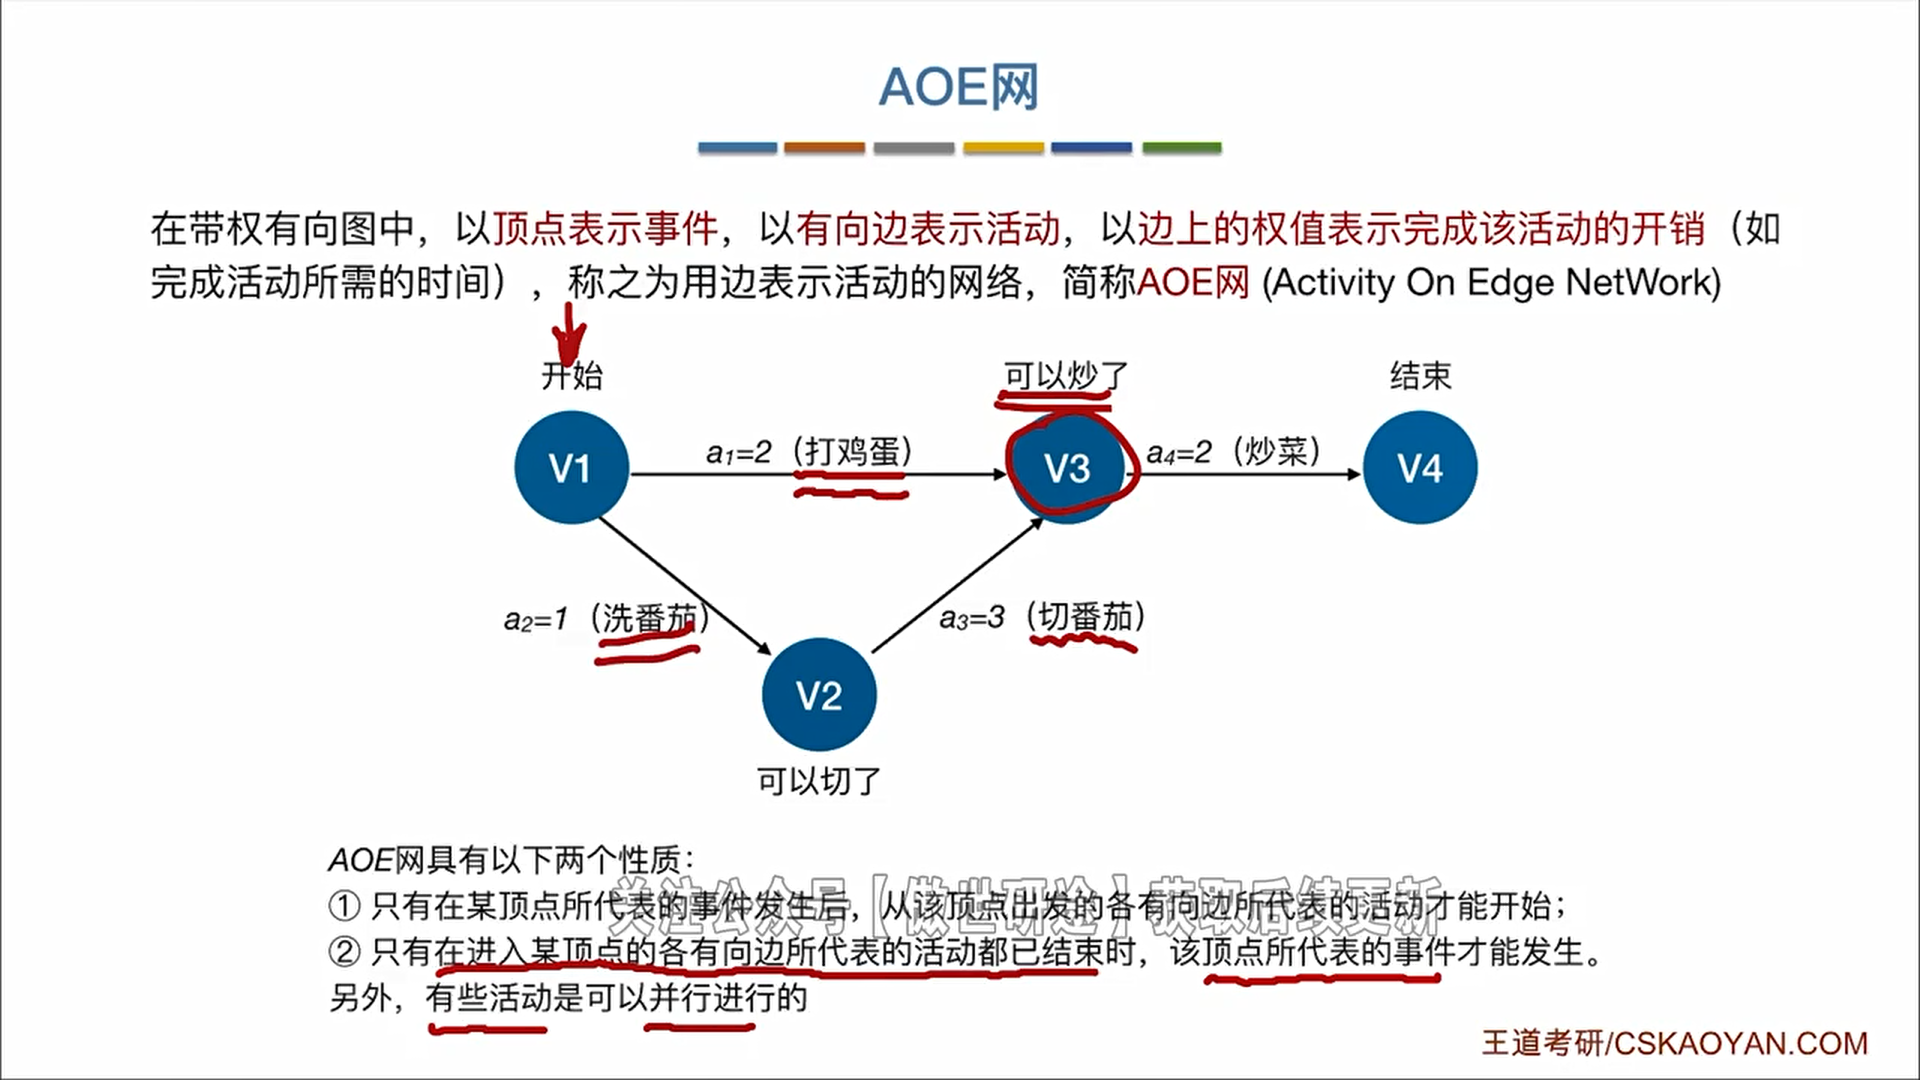 AOE网
在带权有向图中，以顶点表示事件，以有向边表示活动，以边上的权值表示完成该活动的开销（如
完成活动所需的时间），称之为用边表示活动的网络，简称AOE网 (Activity On Edge NetWork)
开始
可以炒了
结束
V1
a₁=2（打鸡蛋）
V3
a₄=2（炒菜）
V4
a₂=1（洗番茄）
a₃=3（切番茄）
V2
可以切了
AOE网具有以下两个性质：
① 只有在某顶点所代表的事件发生后，从该顶点出发的各有向边所代表的活动才能开始；
关注公众号【傲世研途】获取后续更新
② 只有在进入某顶点的各有向边所代表的活动都已结束时，该顶点所代表的事件才能发生。
另外，有些活动是可以并行进行的
王道考研/CSKAOYAN.COM